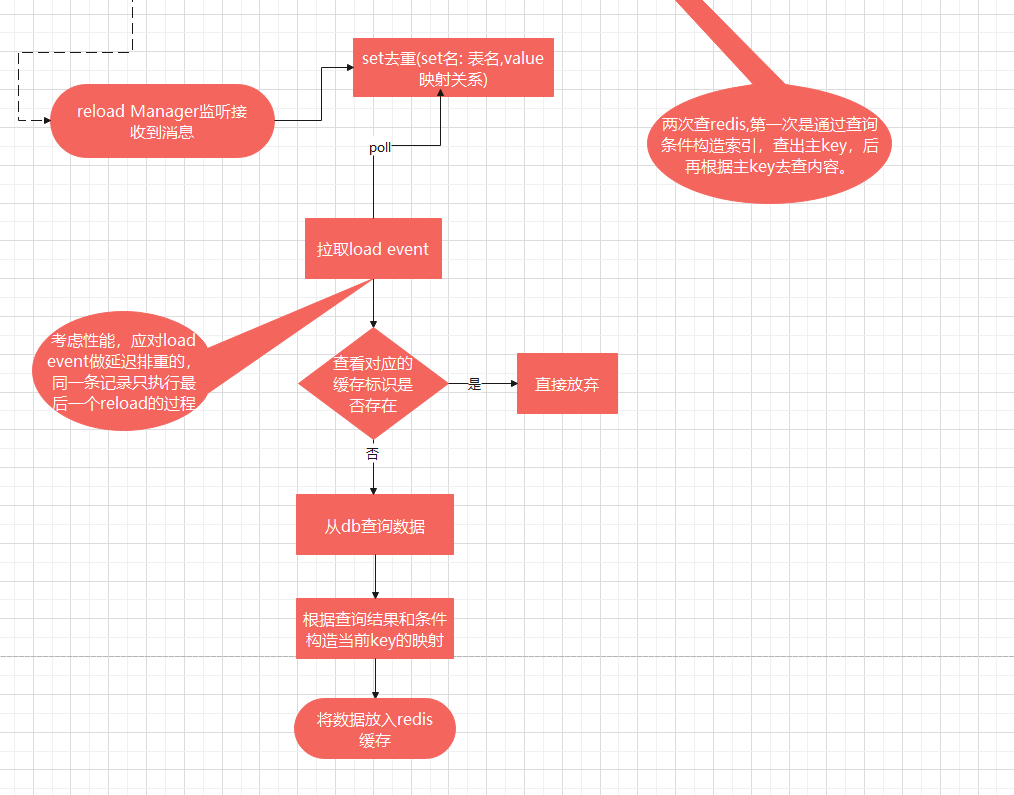 set去重(set名: 表名,value
映射关系)
reload Manager监听接
收到消息
两次查redis,第一次是通过查询
条件构造索引，查出主key，后
再根据主key去查内容。
poll
拉取load event
考虑性能，应对load
event做延迟排重的，
同一条记录只执行最
后一个reload的过程
查看对应的
缓存标识是
否存在
是
直接放弃
否
从db查询数据
根据查询结果和条件
构造当前key的映射
将数据放入redis
缓存